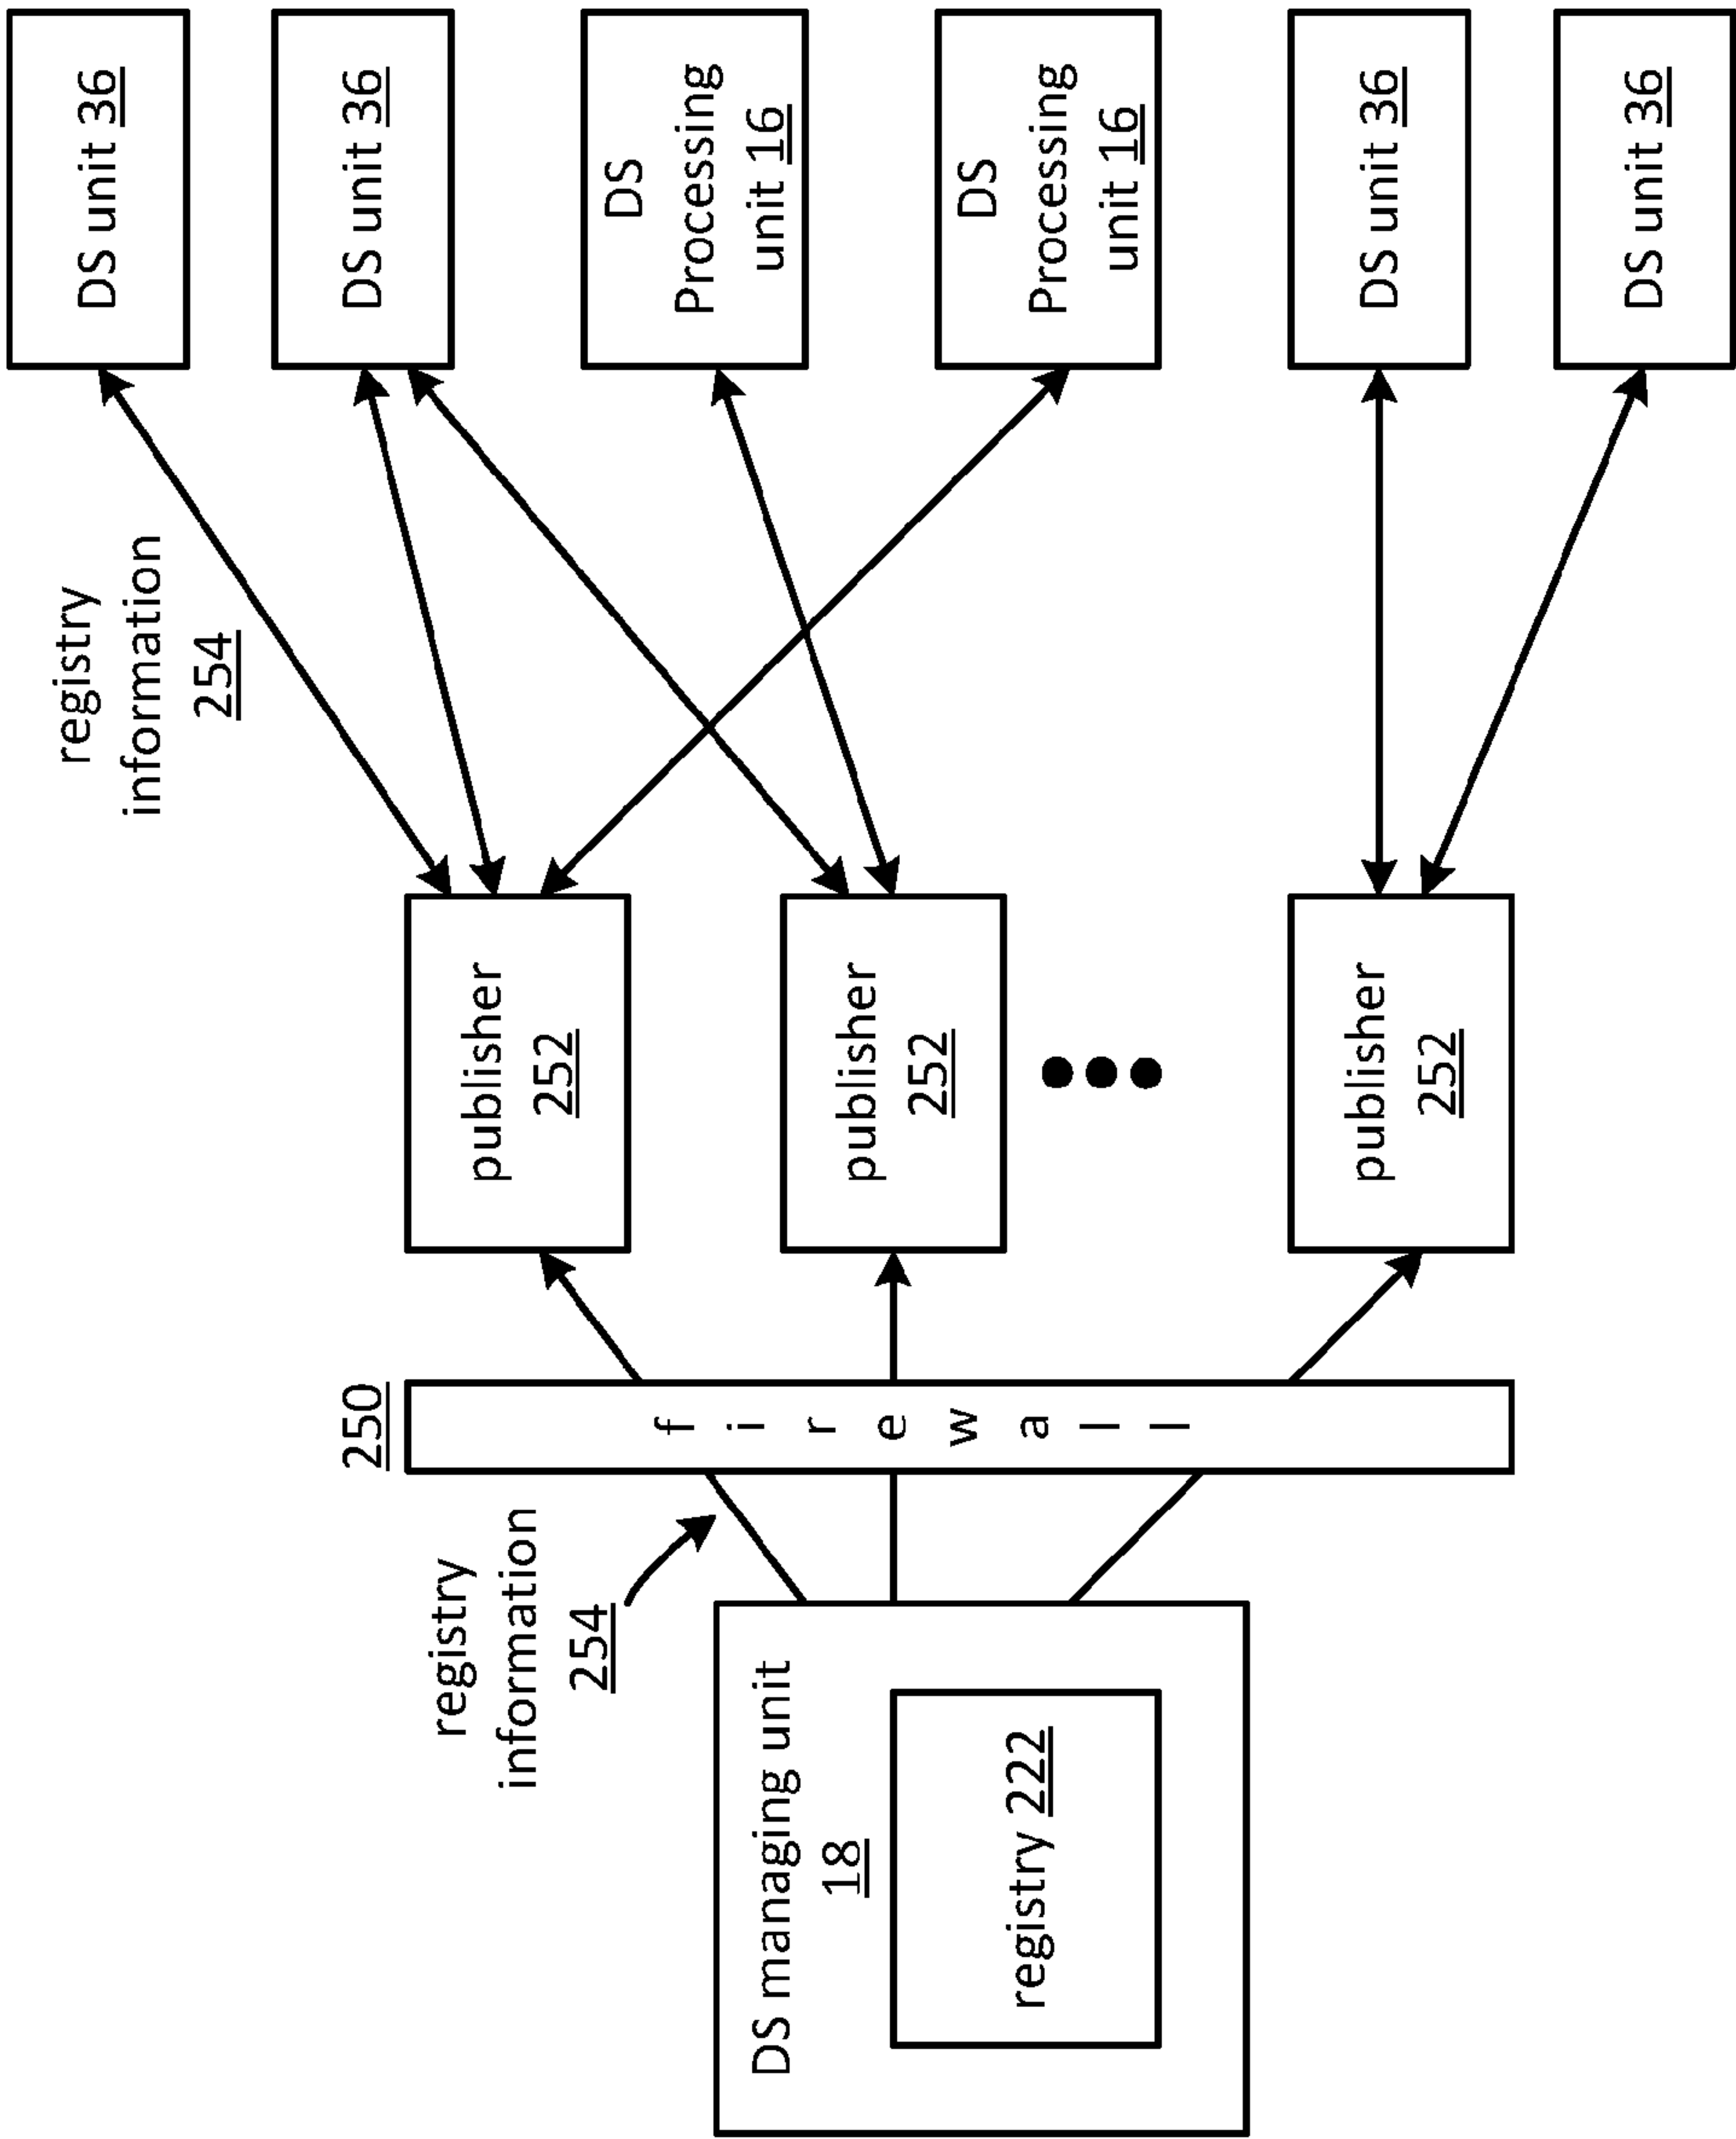 DS managing unit
18
registry 222
registry
information
254
250
firewall
publisher
252
publisher
252
publisher
252
registry
information
254
DS unit 36
DS unit 36
DS
Processing
unit 16
DS
Processing
unit 16
DS unit 36
DS unit 36